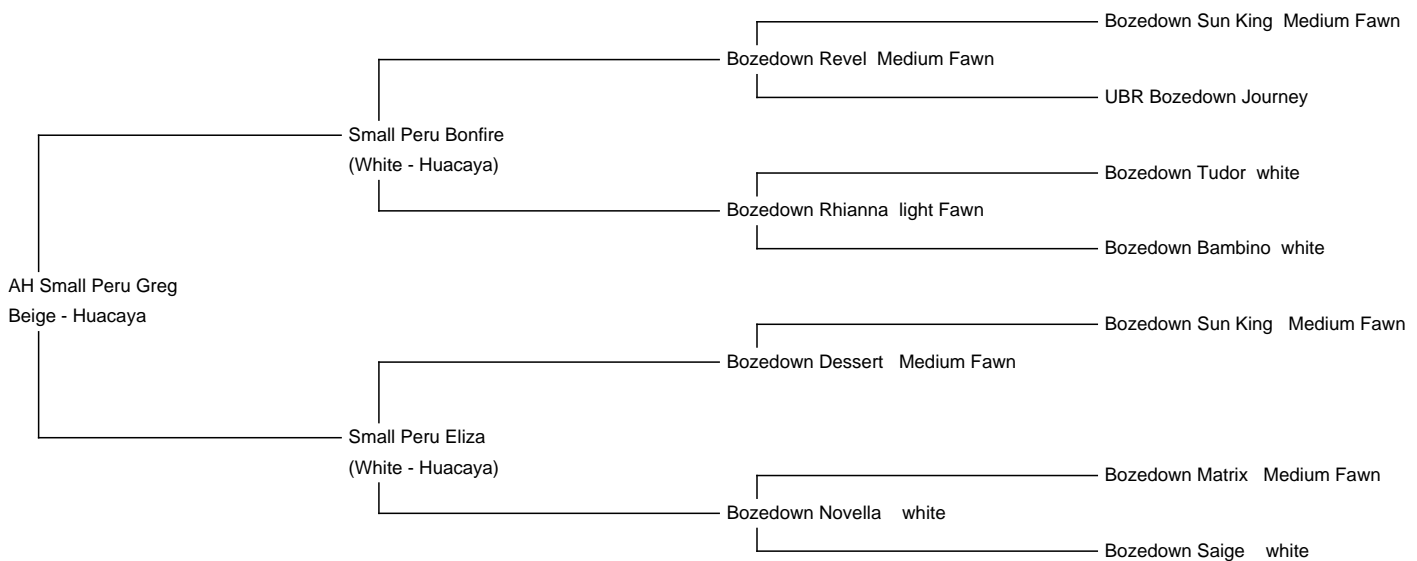 Bozedown Sun King  Medium Fawn
Bozedown Revel  Medium Fawn
UBR Bozedown Journey
Small Peru Bonfire
(White - Huacaya)
Bozedown Tudor  white
Bozedown Rhianna  light Fawn
Bozedown Bambino  white
AH Small Peru Greg
Beige - Huacaya
Bozedown Sun King   Medium Fawn
Bozedown Dessert   Medium Fawn
Small Peru Eliza
(White - Huacaya)
Bozedown Matrix   Medium Fawn
Bozedown Novella    white
Bozedown Saige    white